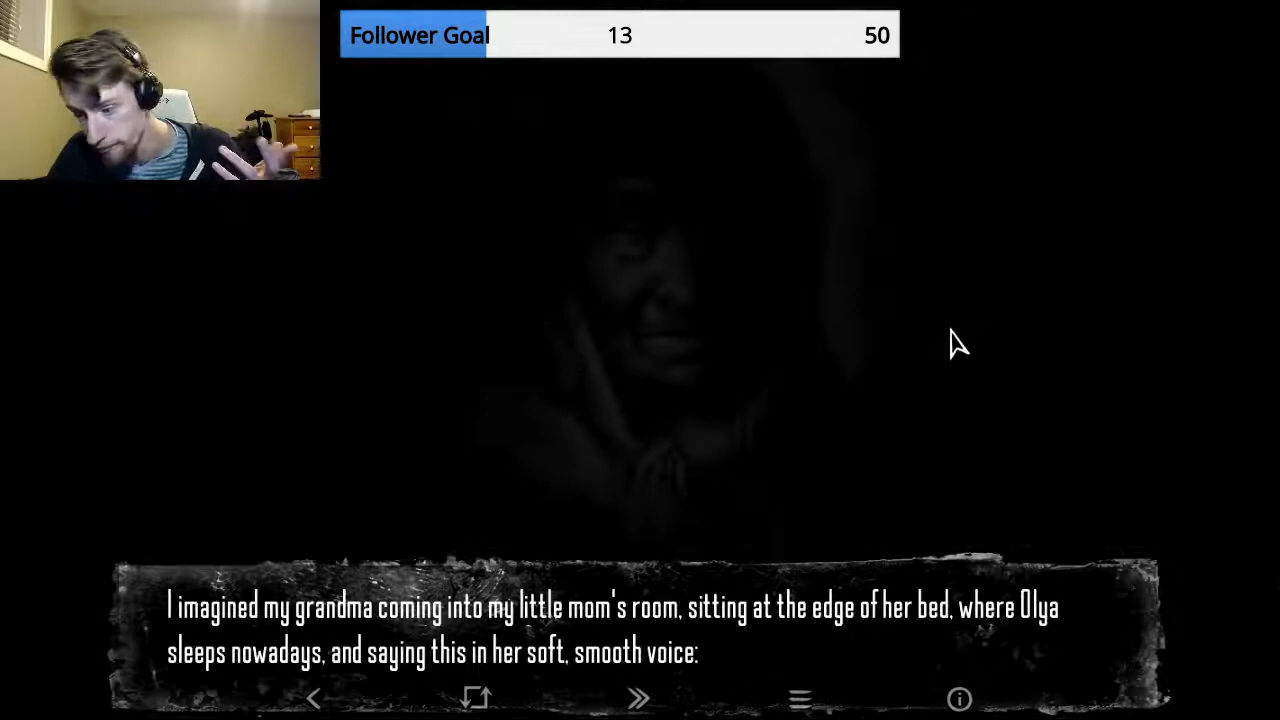 Follower Goal 13 50
I imagined my grandma coming into my little mom's room, sitting at the edge of her bed, where Olya
sleeps nowadays, and saying this in her soft, smooth voice: